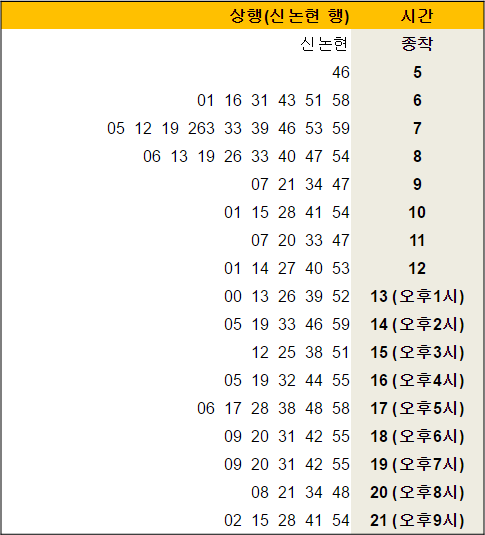 상행(신논현 행) 시간
신논현 종착
46 5
01 16 31 43 51 58 6
05 12 19 263 33 39 46 53 59 7
06 13 19 26 33 40 47 54 8
07 21 34 47 9
01 15 28 41 54 10
07 20 33 47 11
01 14 27 40 53 12
00 13 26 39 52 13 (오후1시)
05 19 33 46 59 14 (오후2시)
12 25 38 51 15 (오후3시)
05 19 32 44 55 16 (오후4시)
06 17 28 38 48 58 17 (오후5시)
09 20 31 42 55 18 (오후6시)
09 20 31 42 55 19 (오후7시)
08 21 34 48 20 (오후8시)
02 15 28 41 54 21 (오후9시)